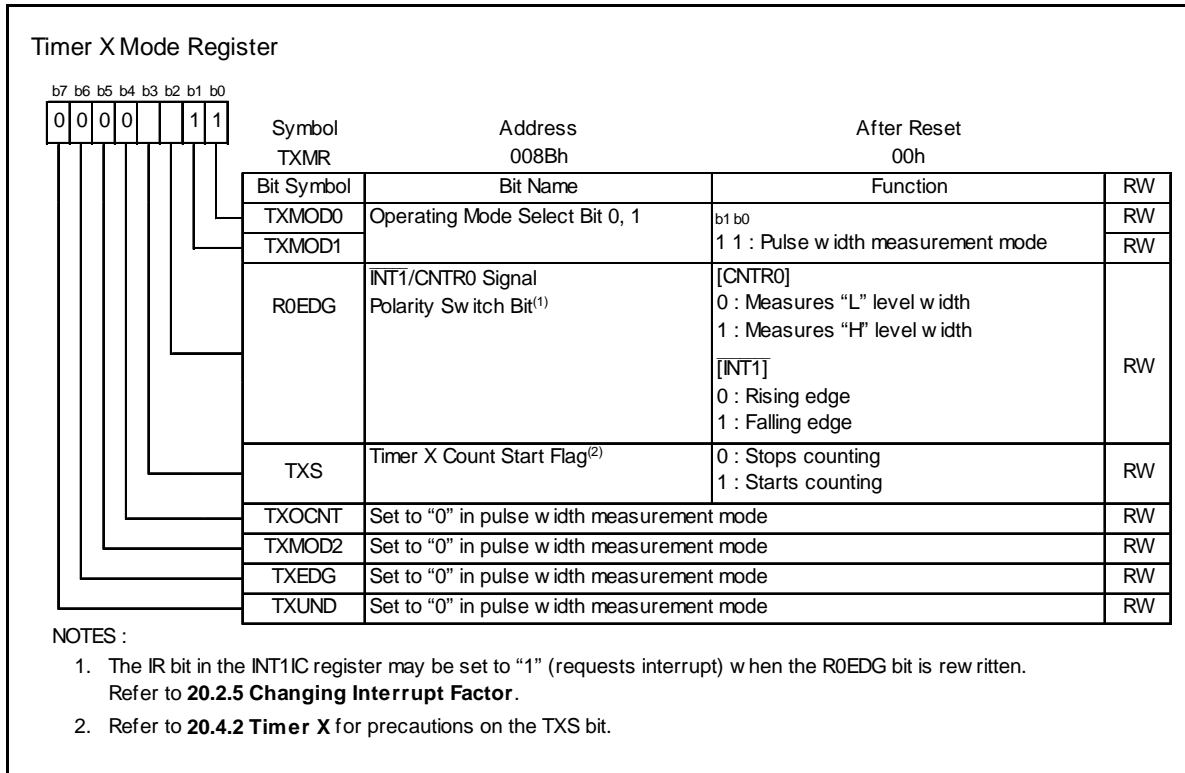 Timer X Mode Register
b7 b6 b5 b4 b3 b2 b1 b0
0 0 0 0 1 1
Symbol Address After Reset
TXMR 008Bh 00h
Bit Symbol Bit Name Function RW
TXMOD0 Operating Mode Select Bit 0, 1 b1 b0 RW
TXMOD1 1 1 : Pulse width measurement mode RW
R0EDG INT1/CNTR0 Signal
Polarity Switch Bit(1)
[CNTR0]
0 : Measures “L” level width
1 : Measures “H” level width
[INT1]
0 : Rising edge
1 : Falling edge
RW
TXS Timer X Count Start Flag(2) 0 : Stops counting
1 : Starts counting
RW
TXOCNT Set to “0” in pulse width measurement mode RW
TXMOD2 Set to “0” in pulse width measurement mode RW
TXEDG Set to “0” in pulse width measurement mode RW
TXUND Set to “0” in pulse width measurement mode RW
NOTES :
1. The IR bit in the INT1IC register may be set to “1” (requests interrupt) when the R0EDG bit is rewritten.
Refer to 20.2.5 Changing Interrupt Factor.
2. Refer to 20.4.2 Timer X for precautions on the TXS bit.